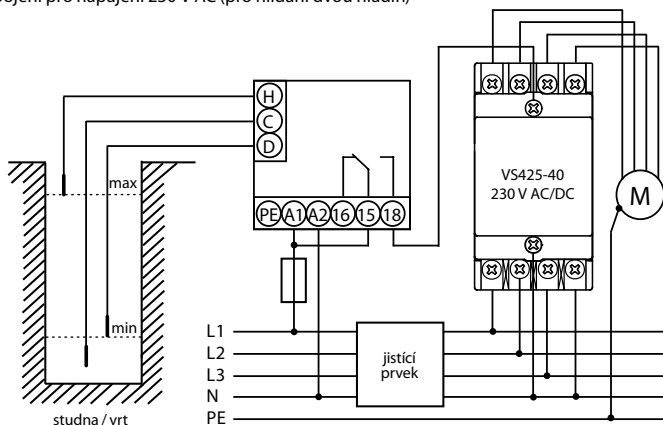 pojení pro napájení 230 V AC (pro hlídání dvou hladin)
H
C
D
max
VS425-40
230 V AC/DC
M
PE A1 A2 16 15 18
min
L1
L2
L3
N
PE
jistící
prvek
studna / vrt